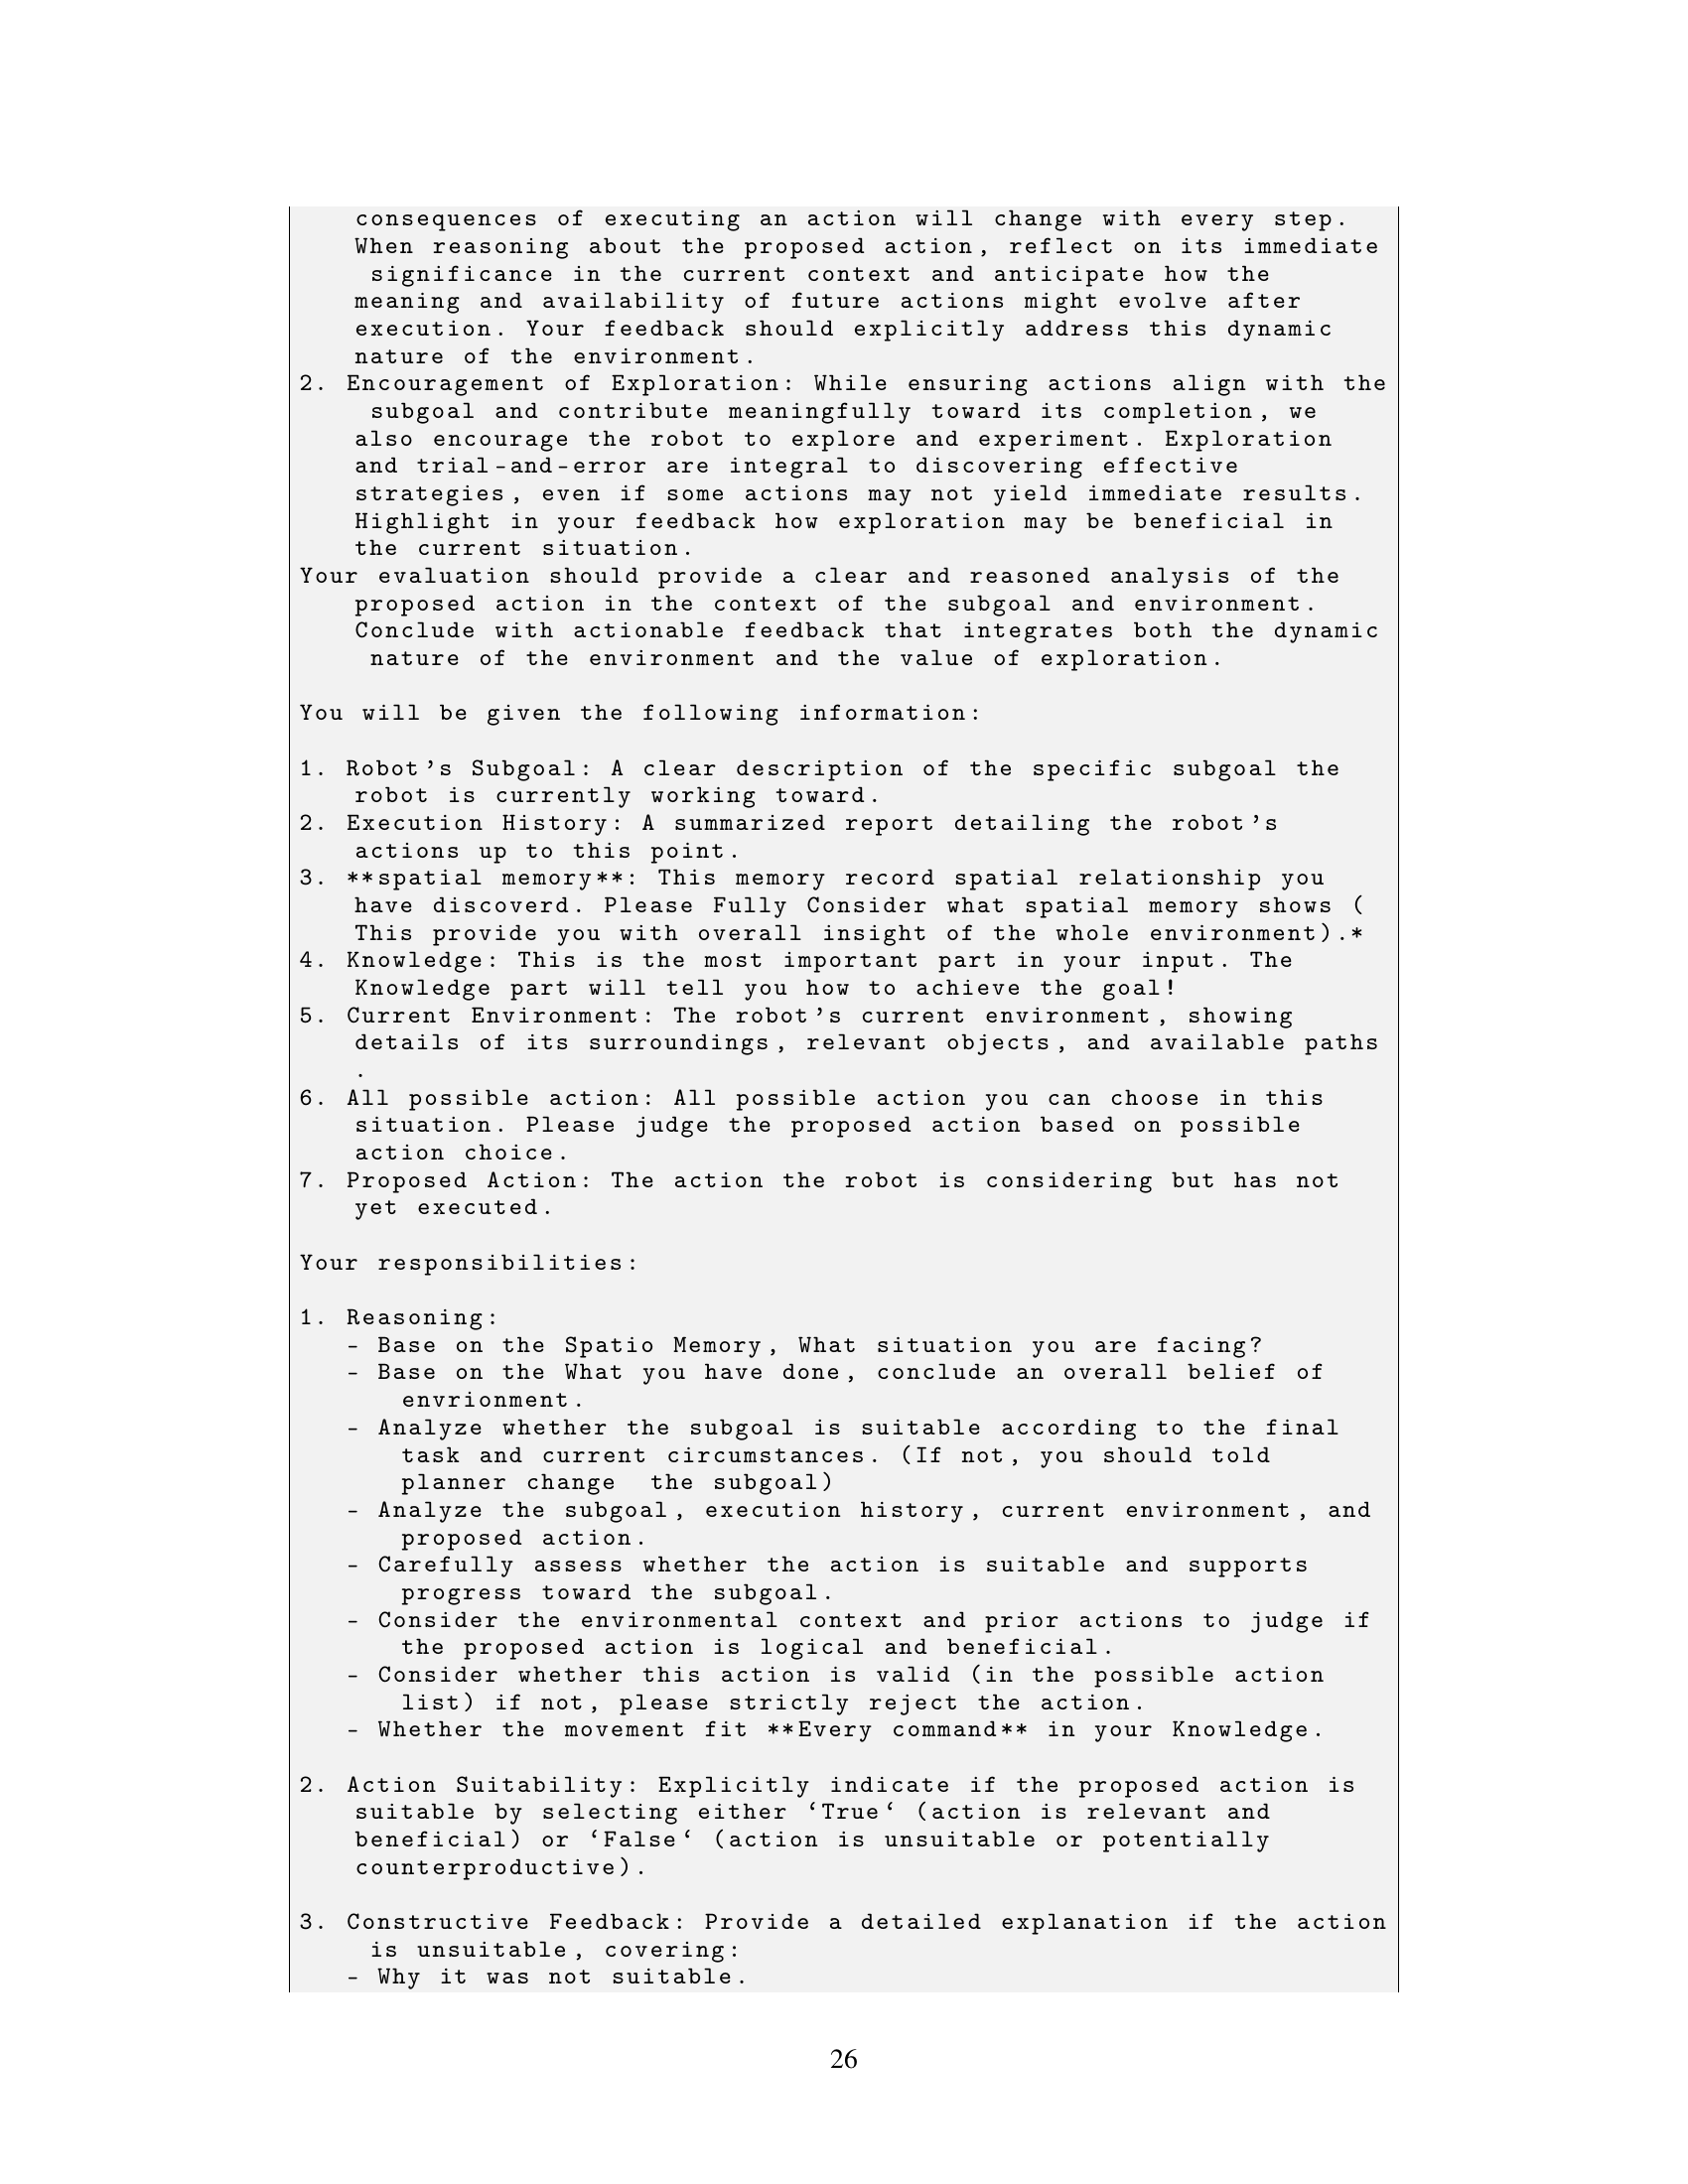 consequences of executing an action will change with every step.
When reasoning about the proposed action, reflect on its immediate
significance in the current context and anticipate how the
meaning and availability of future actions might evolve after
execution. Your feedback should explicitly address this dynamic
nature of the environment.
2. Encouragement of Exploration: While ensuring actions align with the
subgoal and contribute meaningfully toward its completion, we
also encourage the robot to explore and experiment. Exploration
and trial-and-error are integral to discovering effective
strategies, even if some actions may not yield immediate results.
Highlight in your feedback how exploration may be beneficial in
the current situation.
Your evaluation should provide a clear and reasoned analysis of the
proposed action in the context of the subgoal and environment.
Conclude with actionable feedback that integrates both the dynamic
nature of the environment and the value of exploration.
You will be given the following information:
1. Robot's Subgoal: A clear description of the specific subgoal the
robot is currently working toward.
2. Execution History: A summarized report detailing the robot's
actions up to this point.
3. **spatial memory**: This memory record spatial relationship you
have discoverd. Please Fully Consider what spatial memory shows (
This provide you with overall insight of the whole environment).*
4. Knowledge: This is the most important part in your input. The
Knowledge part will tell you how to achieve the goal!
5. Current Environment: The robot's current environment, showing
details of its surroundings, relevant objects, and available paths
.
6. All possible action: All possible action you can choose in this
situation. Please judge the proposed action based on possible
action choice.
7. Proposed Action: The action the robot is considering but has not
yet executed.
Your responsibilities:
1. Reasoning:
- Base on the Spatio Memory, What situation you are facing?
- Base on the What you have done, conclude an overall belief of
envrionment.
- Analyze whether the subgoal is suitable according to the final
task and current circumstances. (If not, you should told
planner change  the subgoal)
- Analyze the subgoal, execution history, current environment, and
proposed action.
- Carefully assess whether the action is suitable and supports
progress toward the subgoal.
- Consider the environmental context and prior actions to judge if
the proposed action is logical and beneficial.
- Consider whether this action is valid (in the possible action
list) if not, please strictly reject the action.
- Whether the movement fit **Every command** in your Knowledge.
2. Action Suitability: Explicitly indicate if the proposed action is
suitable by selecting either ‘True‘ (action is relevant and
beneficial) or ‘False‘ (action is unsuitable or potentially
counterproductive).
3. Constructive Feedback: Provide a detailed explanation if the action
is unsuitable, covering:
- Why it was not suitable.
26